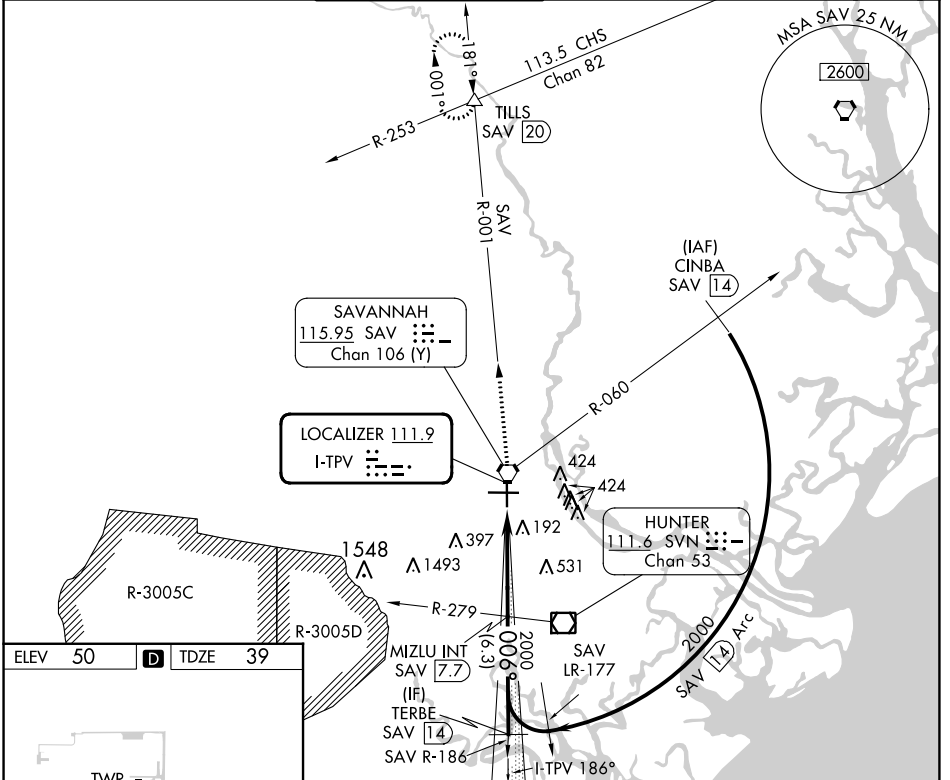 MSA SAV 25 NM
2600
181°
001°
113.5 CHS
Chan 82
TILLS
SAV 20
R-253
SAV
R-001
(IAF)
CINBA
SAV 14
SAVANNAH
115.95 SAV
Chan 106 (Y)
R-060
LOCALIZER 111.9
I-TPV
424
424
192
397
HUNTER
111.6 SVN
Chan 53
1548
1493
531
R-3005C
R-279
R-3005D
MIZLU INT
SAV 7.7
2000
006°
(6.3)
SAV
LR-177
2000
SAV 14 Arc
(IF)
TERBE
SAV 14
SAV R-186
I-TPV 186°
ELEV 50 D TDZE 39
TWR